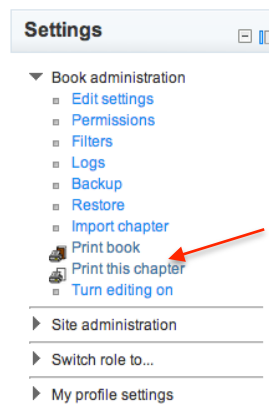 Settings
Book administration
Edit settings
Permissions
Filters
Logs
Backup
Restore
Import chapter
Print book
Print this chapter
Turn editing on
Site administration
Switch role to...
My profile settings